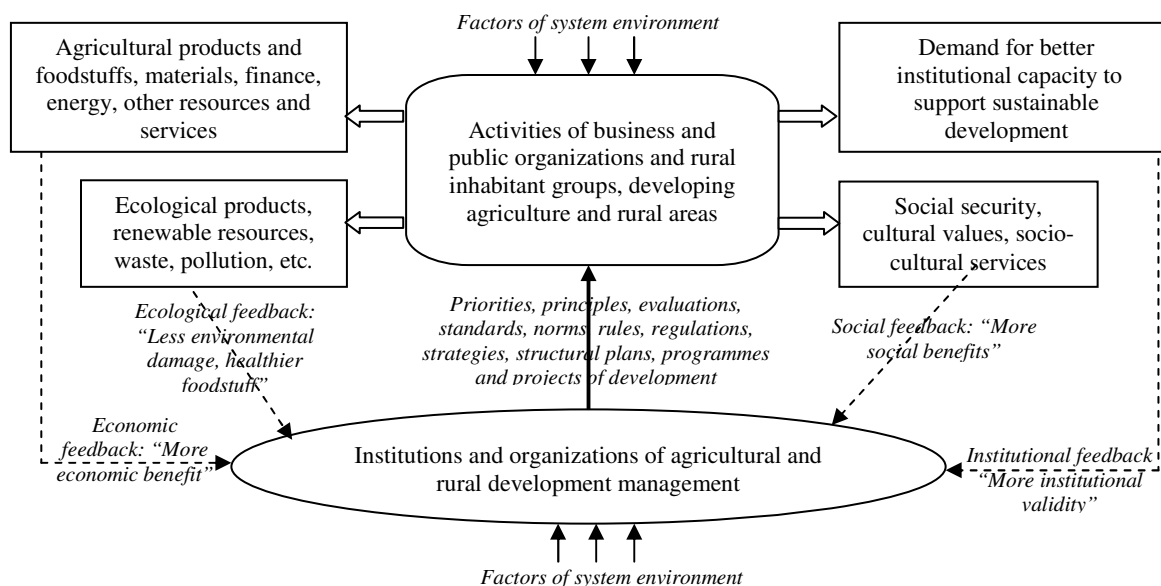 Factors of system environment
Agricultural products and
foodstuffs, materials, finance,
energy, other resources and
services
Demand for better
institutional capacity to
support sustainable
development
Activities of business and
public organizations and rural
inhabitant groups, developing
agriculture and rural areas
Ecological products,
renewable resources,
waste, pollution, etc.
Social security,
cultural values, socio-
cultural services
Ecological feedback:
“Less environmental
damage, healthier
foodstuff”
Priorities, principles, evaluations,
standards, norms, rules, regulations,
strategies, structural plans, programmes
and projects of development
Social feedback: “More
social benefits”
Economic
feedback: “More
economic benefit”
Institutions and organizations of agricultural and
rural development management
Institutional feedback
“More institutional
validity”
Factors of system environment